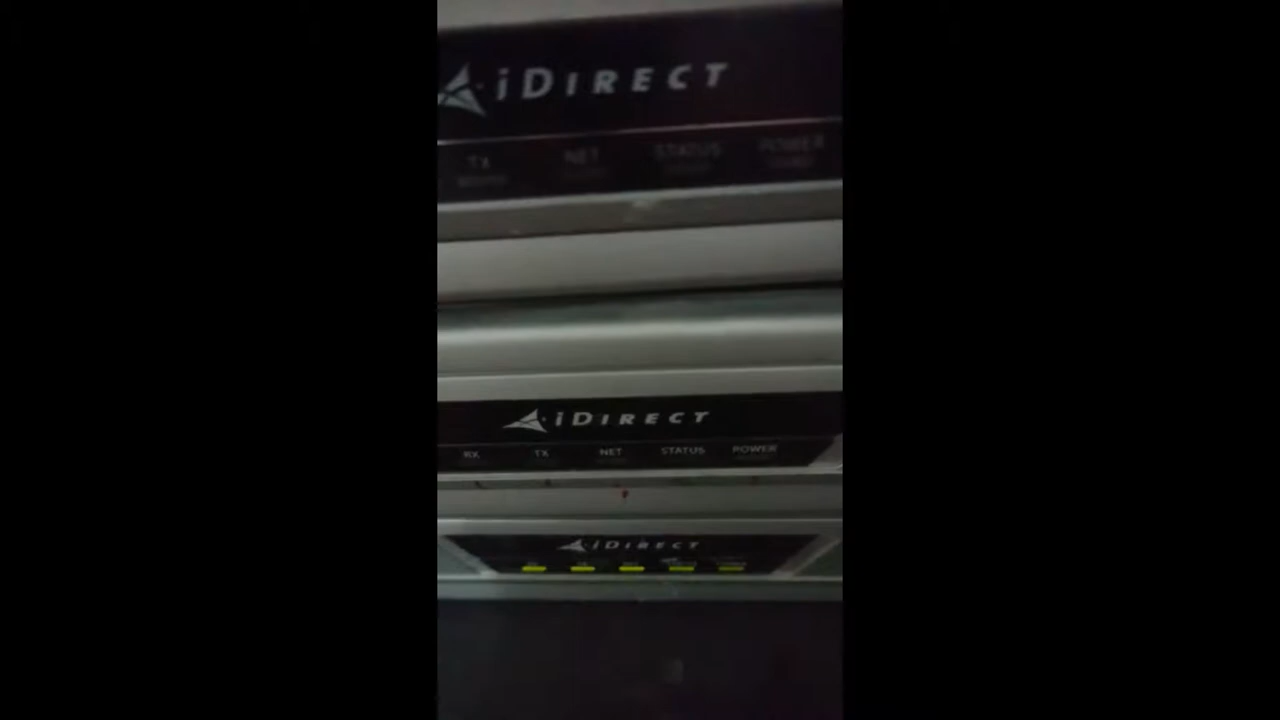 iDIRECT
TX NET STATUS POWER
iDIRECT
RX TX NET STATUS POWER
iDIRECT